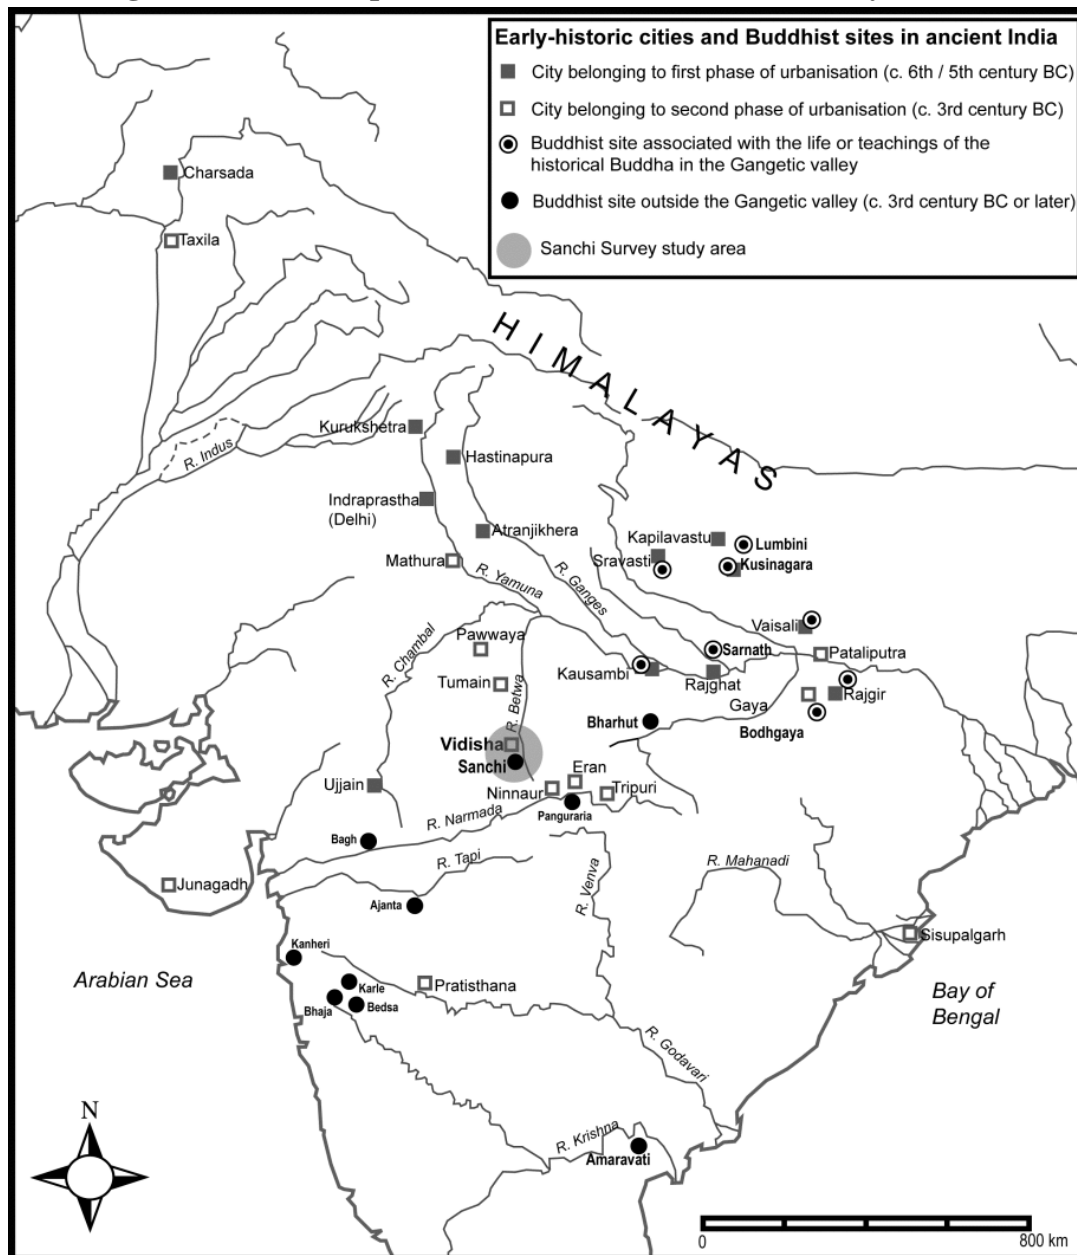 Early-historic cities and Buddhist sites in ancient India
City belonging to first phase of urbanisation (c. 6th / 5th century BC)
City belonging to second phase of urbanisation (c. 3rd century BC)
Buddhist site associated with the life or teachings of the
historical Buddha in the Gangetic valley
Buddhist site outside the Gangetic valley (c. 3rd century BC or later)
Sanchi Survey study area
Charsada
Taxila
HIMALAYAS
Kurukshetra
R. Indus
Hastinapura
Indraprastha
(Delhi)
Atranjikhera
Kapilavastu
Lumbini
Mathura
Sravasti
Kusinagara
R. Yamuna
R. Ganges
Vaisali
R. Chambal
Pawwaya
Sarnath
Pataliputra
Kausambi
Rajghat
Tumain
R. Betwa
Gaya
Rajgir
Bharhut
Bodhgaya
Vidisha
Sanchi
Eran
Ujjain
Ninnaur
Tripuri
R. Narmada
Panguraria
Bagh
R. Tapi
R. Mahanadi
R. Venva
Junagadh
Ajanta
Sisupalgarh
Kanheri
Arabian Sea
Karle
Pratisthana
Bhaja
Bedsa
Bay of
Bengal
R. Godavari
N
R. Krishna
Amaravati
0
800 km